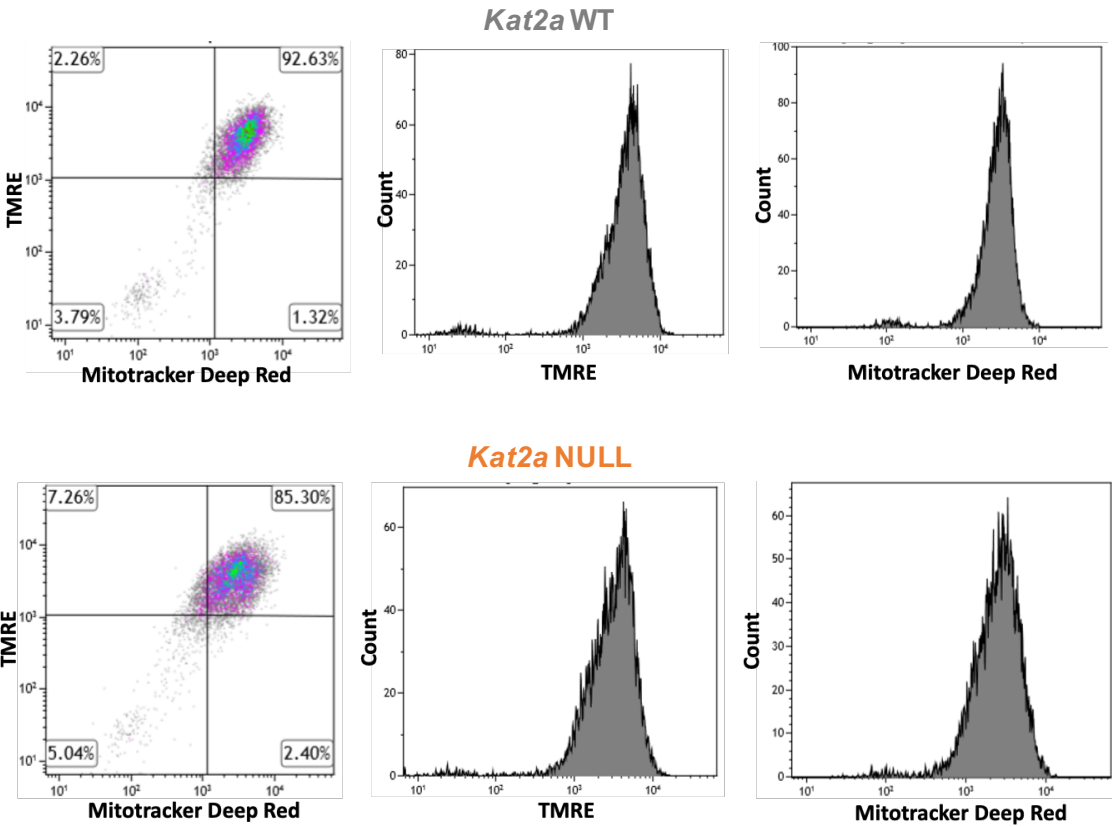 Kat2a WT
2.26%
92.63%
10⁴
10³
10²
10¹
3.79%
1.32%
10¹ 10² 10³ 10⁴
TMRE
Mitotracker Deep Red
80
60
40
20
0
10¹ 10² 10³ 10⁴
Count
TMRE
100
80
60
40
20
0
10¹ 10² 10³ 10⁴
Count
Mitotracker Deep Red
Kat2a NULL
7.26%
85.30%
10⁴
10³
10²
10¹
5.04%
2.40%
10¹ 10² 10³ 10⁴
TMRE
Mitotracker Deep Red
60
40
20
0
10¹ 10² 10³ 10⁴
Count
TMRE
60
50
40
30
20
10
0
10¹ 10² 10³ 10⁴
Count
Mitotracker Deep Red